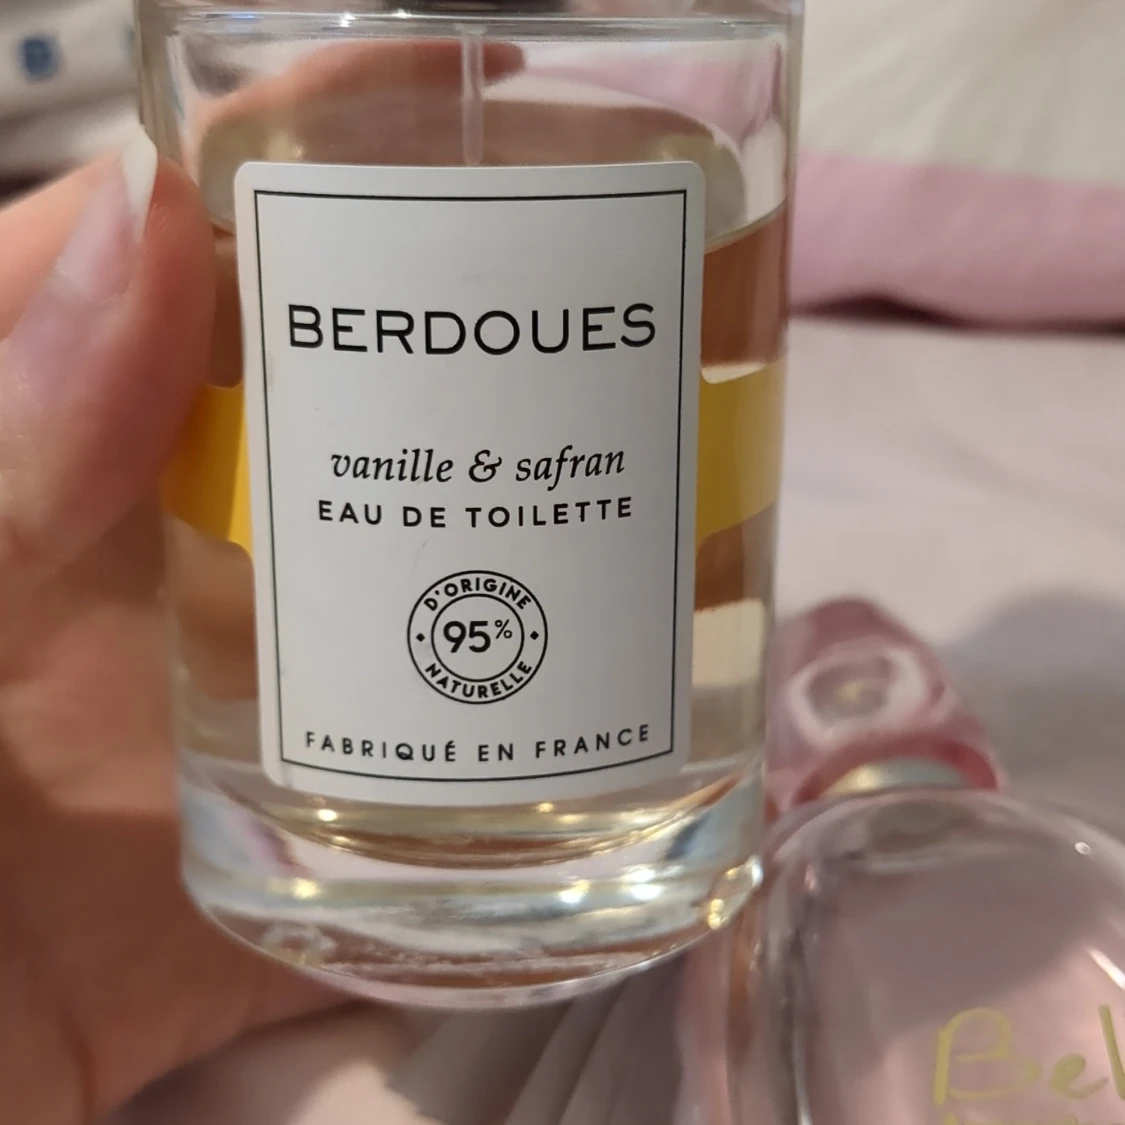 BERDOUES
vanille & safran
EAU DE TOILETTE
D'ORIGINE
95%
NATURELLE
FABRIQUÉ EN FRANCE